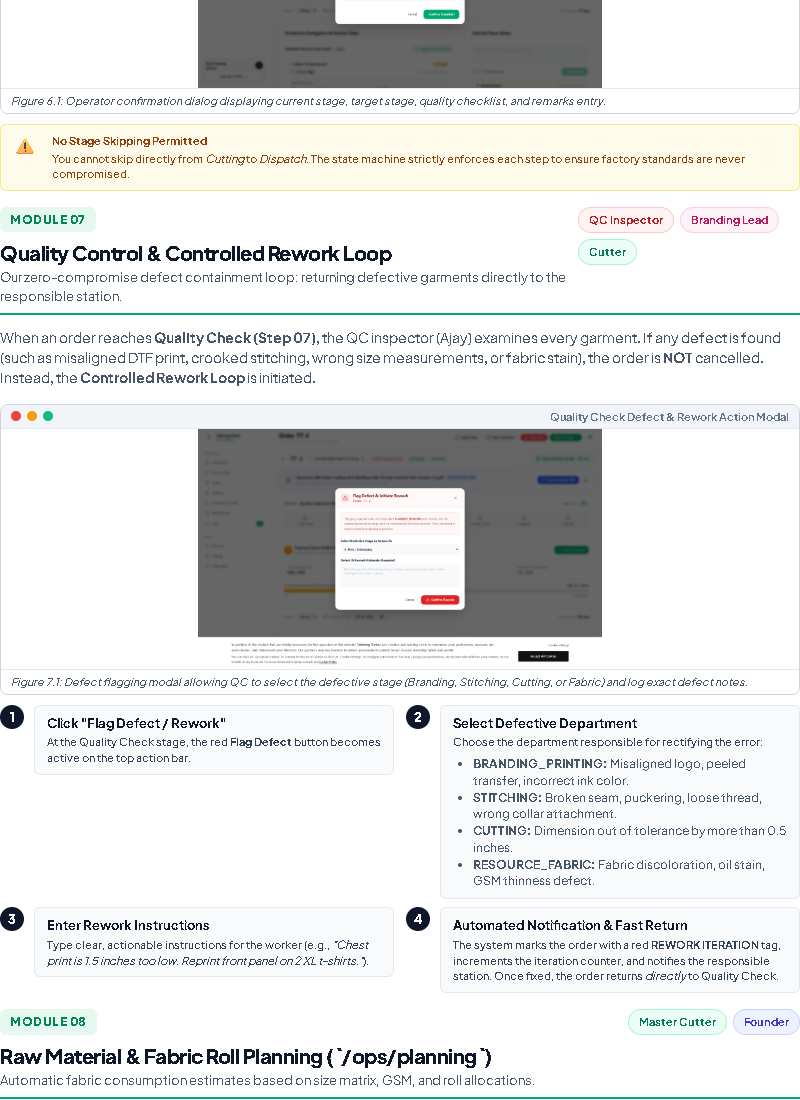 Cancel
Figure 6.1: Operator confirmation dialog displaying current stage, target stage, quality checklist, and remarks entry.
No Stage Skipping Permitted
You cannot skip directly from Cutting to Dispatch. The state machine strictly enforces each step to ensure factory standards are never
compromised.
MODULE 07
QC Inspector
Branding Lead
Cutter
Quality Control & Controlled Rework Loop
Our zero-compromise defect containment loop: returning defective garments directly to the
responsible station.
When an order reaches Quality Check (Step 07), the QC inspector (Ajay) examines every garment. If any defect is found
(such as misaligned DTF print, crooked stitching, wrong size measurements, or fabric stain), the order is NOT cancelled.
Instead, the Controlled Rework Loop is initiated.
Quality Check Defect & Rework Action Modal
Flag Defect & Initiate Rework
Cancel
Confirm Rework
Accept All Cookies
Figure 7.1: Defect flagging modal allowing QC to select the defective stage (Branding, Stitching, Cutting, or Fabric) and log exact defect notes.
1
Click "Flag Defect / Rework"
At the Quality Check stage, the red Flag Defect button becomes
active on the top action bar.
2
Select Defective Department
Choose the department responsible for rectifying the error:
• BRANDING_PRINTING: Misaligned logo, peeled
transfer, incorrect ink color.
• STITCHING: Broken seam, puckering, loose thread,
wrong collar attachment.
• CUTTING: Dimension out of tolerance by more than 0.5
inches.
• RESOURCE_FABRIC: Fabric discoloration, oil stain,
GSM thinness defect.
3
Enter Rework Instructions
Type clear, actionable instructions for the worker (e.g., "Chest
print is 1.5 inches too low. Reprint front panel on 2 XL t-shirts.").
4
Automated Notification & Fast Return
The system marks the order with a red REWORK ITERATION tag,
increments the iteration counter, and notifies the responsible
station. Once fixed, the order returns directly to Quality Check.
MODULE 08
Master Cutter
Founder
Raw Material & Fabric Roll Planning (`/ops/planning`)
Automatic fabric consumption estimates based on size matrix, GSM, and roll allocations.